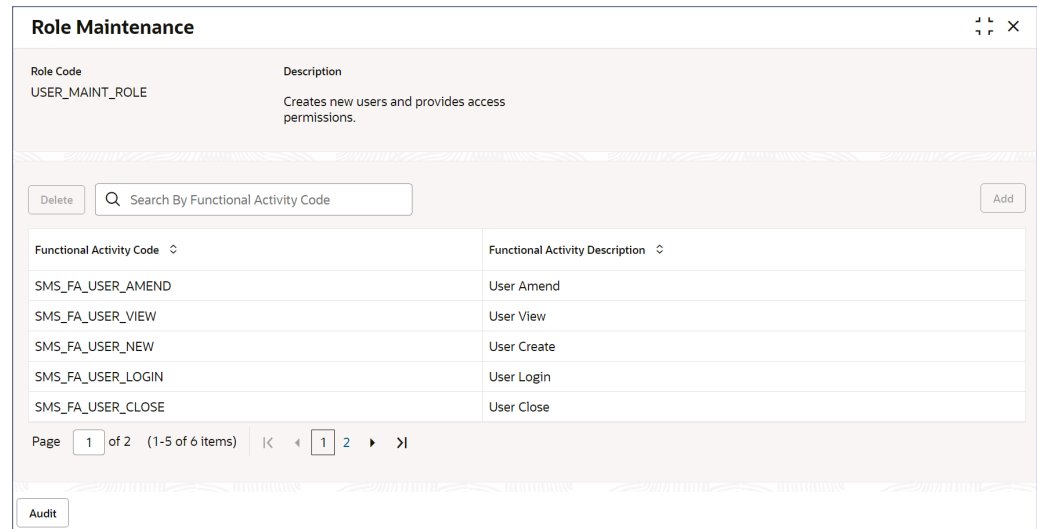 Role Maintenance
Role Code Description
USER_MAINT_ROLE
Creates new users and provides access
permissions.
Delete Search By Functional Activity Code Add
Functional Activity Code Functional Activity Description
SMS_FA_USER_AMEND User Amend
SMS_FA_USER_VIEW User View
SMS_FA_USER_NEW User Create
SMS_FA_USER_LOGIN User Login
SMS_FA_USER_CLOSE User Close
Page 1 of 2 (1-5 of 6 items) 1 2
Audit